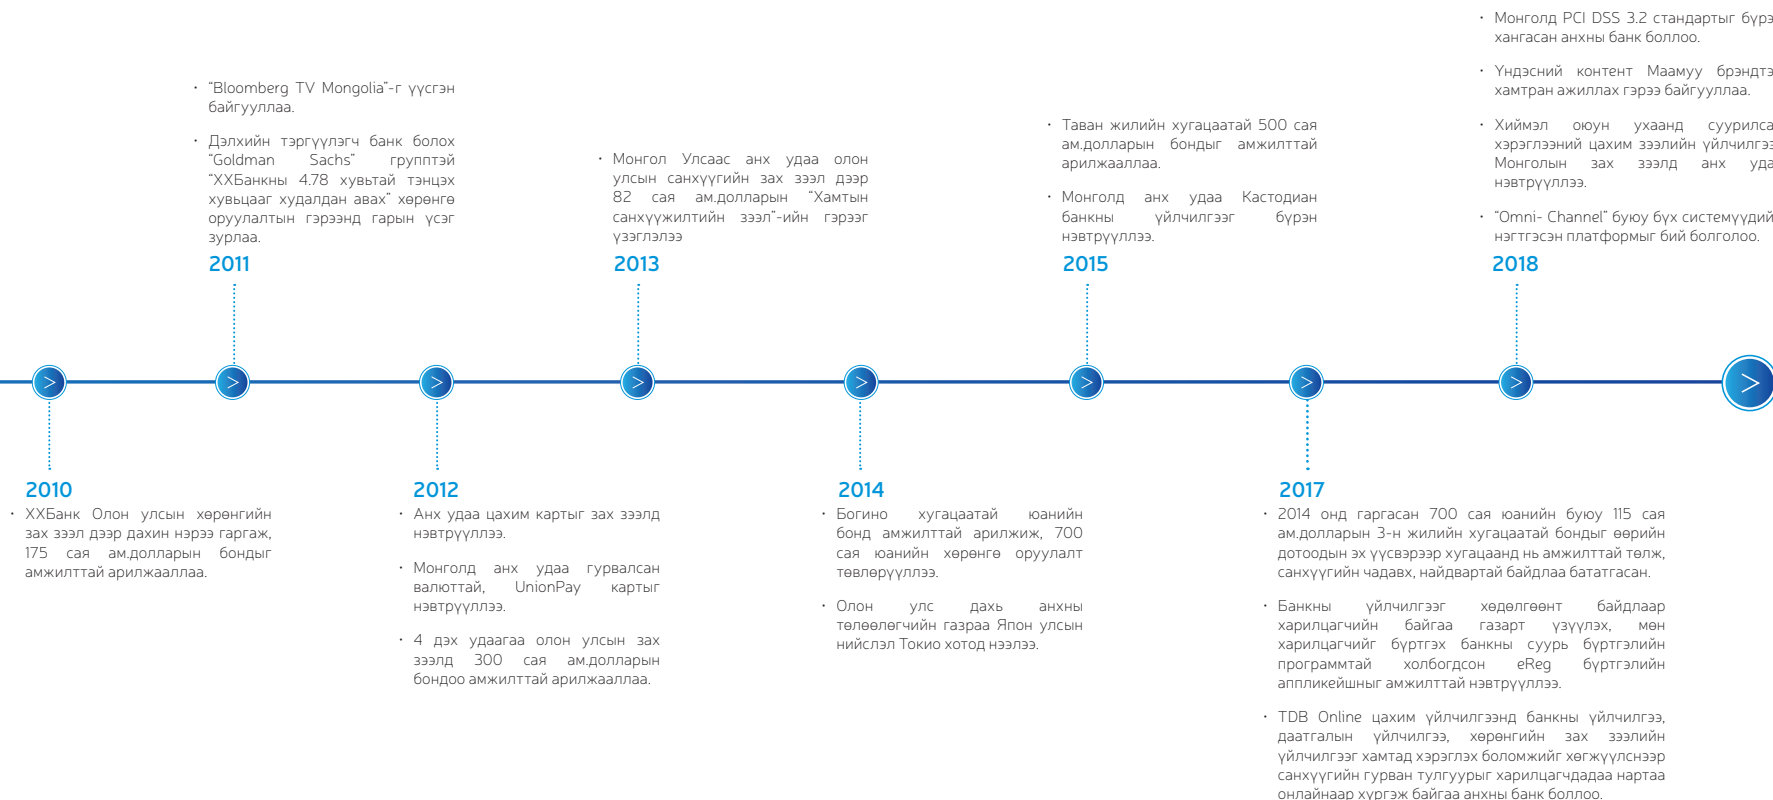 · "Bloomberg TV Mongolia"-г үүсгэн
байгууллаа.
· Дэлхийн тэргүүлэгч банк болох
"Goldman Sachs" групптэй
"ХХБанкны 4.78 хувьтай тэнцэх
хувьцааг худалдан авах" хөрөнгө
оруулалтын гэрээнд гарын үсэг
зурлаа.
2011
· Монгол Улсаас анх удаа олон
улсын санхүүгийн зах зээл дээр
82 сая ам.долларын "Хамтын
санхүүжилтийн зээл"-ийн гэрээг
үзэглэлээ
2013
· Таван жилийн хугацаатай 500 сая
ам.долларын бондыг амжилттай
арилжааллаа.
· Монголд анх удаа Кастодиан
банкны үйлчилгээг бүрэн
нэвтрүүллээ.
2015
· Монголд PCI DSS 3.2 стандартыг бүрэ
хангасан анхны банк боллоо.
· Үндэсний контент Маамуу брэндтэ
хамтран ажиллах гэрээ байгууллаа.
· Хиймэл оюун ухаанд суурилса
хэрэглээний цахим зээлийн үйлчилгээ
Монголын зах зээлд анх уда
нэвтрүүллээ.
· "Omni- Channel" буюу бүх системүүдий
нэгтгэсэн платформыг бий болголоо.
2018
2010
· ХХБанк Олон улсын хөрөнгийн
зах зээл дээр дахин нэрээ гаргаж,
175 сая ам.долларын бондыг
амжилттай арилжааллаа.
2012
· Анх удаа цахим картыг зах зээлд
нэвтрүүллээ.
· Монголд анх удаа гурвалсан
валюттай, UnionPay картыг
нэвтрүүллээ.
· 4 дэх удаагаа олон улсын зах
зээлд 300 сая ам.долларын
бондоо амжилттай арилжааллаа.
2014
· Богино хугацаатай юанийн
бонд амжилттай арилжиж, 700
сая юанийн хөрөнгө оруулалт
төвлөрүүллээ.
· Олон улс дахь анхны
төлөөлөгчийн газраа Япон улсын
нийслэл Токио хотод нээлээ.
2017
· 2014 онд гаргасан 700 сая юанийн буюу 115 сая
ам.долларын 3-н жилийн хугацаатай бондыг өөрийн
дотоодын эх үүсвэрээр хугацаанд нь амжилттай төлж,
санхүүгийн чадавх, найдвартай байдлаа бататгасан.
· Банкны үйлчилгээг хөдөлгөөнт байдлаар
харилцагчийн байгаа газарт үзүүлэх, мөн
харилцагчийг бүртгэх банкны суурь бүртгэлийн
программтай холбогдсон eReg бүртгэлийн
аппликейшныг амжилттай нэвтрүүллээ.
· TDB Online цахим үйлчилгээнд банкны үйлчилгээ,
даатгалын үйлчилгээ, хөрөнгийн зах зээлийн
үйлчилгээг хамтад хэрэглэх боломжийг хөгжүүлснээр
санхүүгийн гурван тулгуурыг харилцагчдадаа нартаа
онлайнаар хүргэж байгаа анхны банк боллоо.